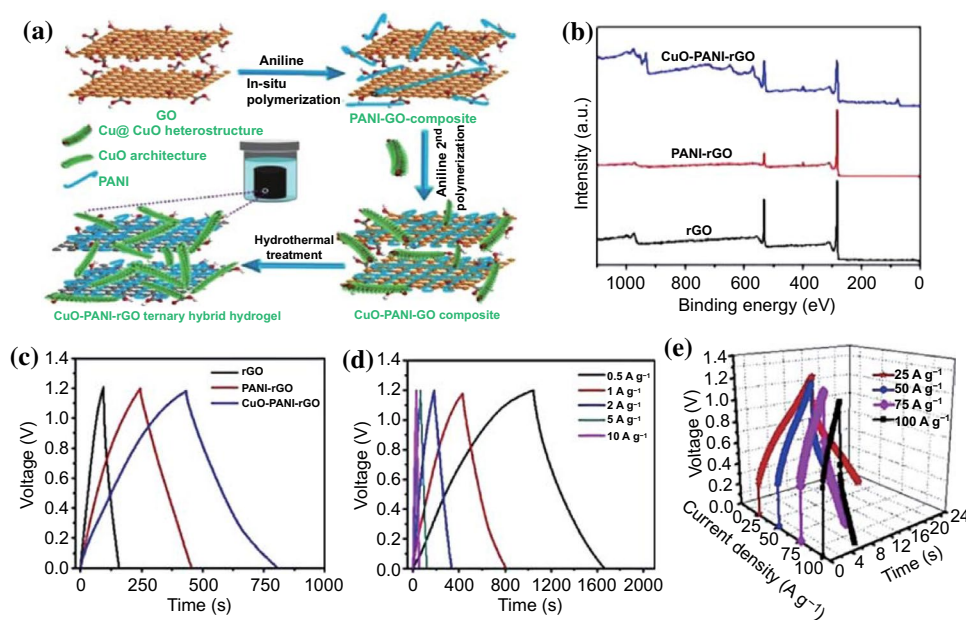 (a)
Aniline
In-situ
polymerization
GO
PANI-GO-composite
Cu@ CuO heterostructure
CuO architecture
PANI
Aniline 2nd
polymerization
Hydrothermal
treatment
CuO-PANI-rGO ternary hybrid hydrogel
CuO-PANI-GO composite
(b)
CuO-PANI-rGO
PANI-rGO
rGO
Intensity (a.u.)
1000 800 600 400 200 0
Binding energy (eV)
(c)
1.4
1.2
1.0
0.8
0.6
0.4
0.2
0.0
Voltage (V)
rGO
PANI-rGO
CuO-PANI-rGO
0 250 500 750 1000
Time (s)
(d)
1.4
1.2
1.0
0.8
0.6
0.4
0.2
0.0
Voltage (V)
0.5 A g⁻¹
1 A g⁻¹
2 A g⁻¹
5 A g⁻¹
10 A g⁻¹
0 400 800 1200 1600 2000
Time (s)
(e)
1.4
1.2
1.0
0.8
0.6
0.4
0.2
0.0
Voltage (V)
25 A g⁻¹
50 A g⁻¹
75 A g⁻¹
100 A g⁻¹
0 25 50 75 100
Current density (A g⁻¹)
0 4 8 12 16 20 24
Time (s)